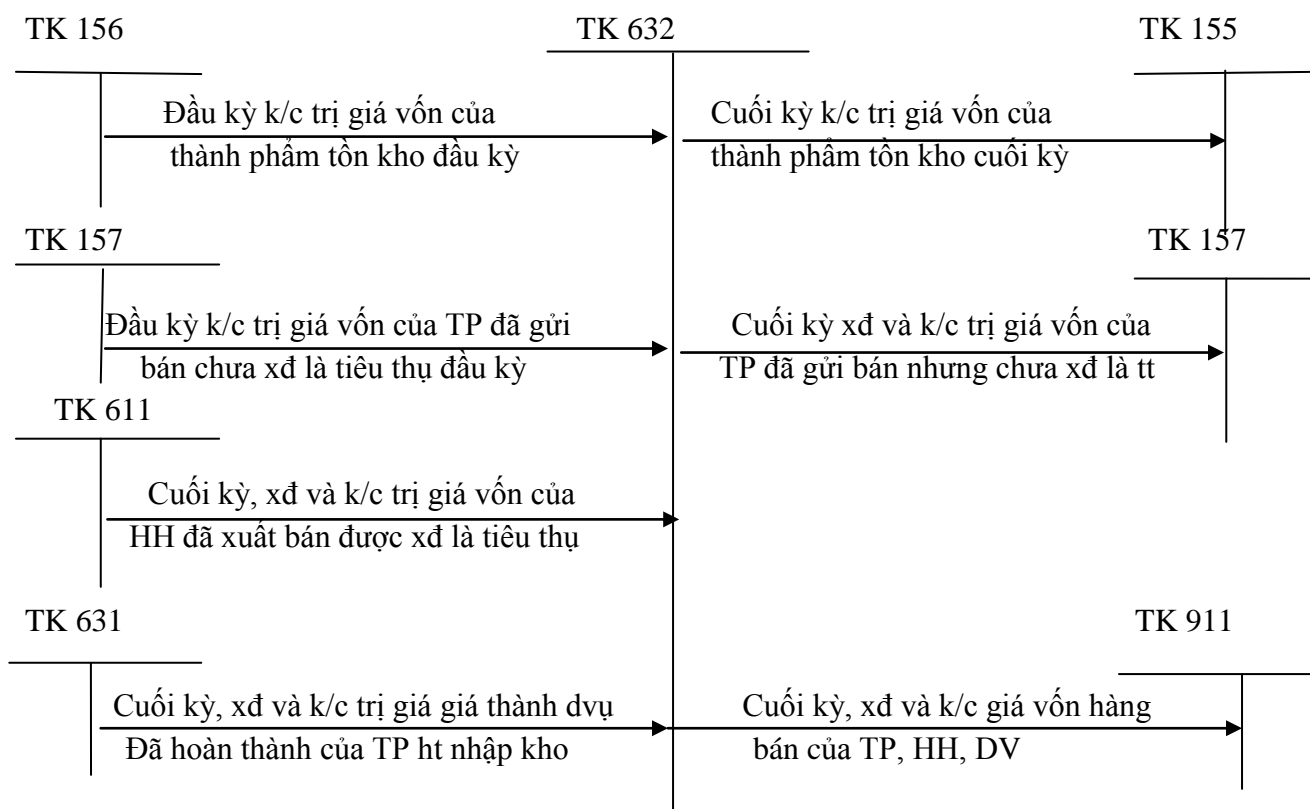 TK 156
TK 632
TK 155
Đầu kỳ k/c trị giá vốn của
thành phẩm tồn kho đầu kỳ
Cuối kỳ k/c trị giá vốn của
thành phẩm tồn kho cuối kỳ
TK 157
TK 157
Đầu kỳ k/c trị giá vốn của TP đã gửi
bán chưa xđ là tiêu thụ đầu kỳ
Cuối kỳ xđ và k/c trị giá vốn của
TP đã gửi bán nhưng chưa xđ là tt
TK 611
Cuối kỳ, xđ và k/c trị giá vốn của
HH đã xuất bán được xđ là tiêu thụ
TK 631
TK 911
Cuối kỳ, xđ và k/c trị giá giá thành dvụ
Đã hoàn thành của TP ht nhập kho
Cuối kỳ, xđ và k/c giá vốn hàng
bán của TP, HH, DV